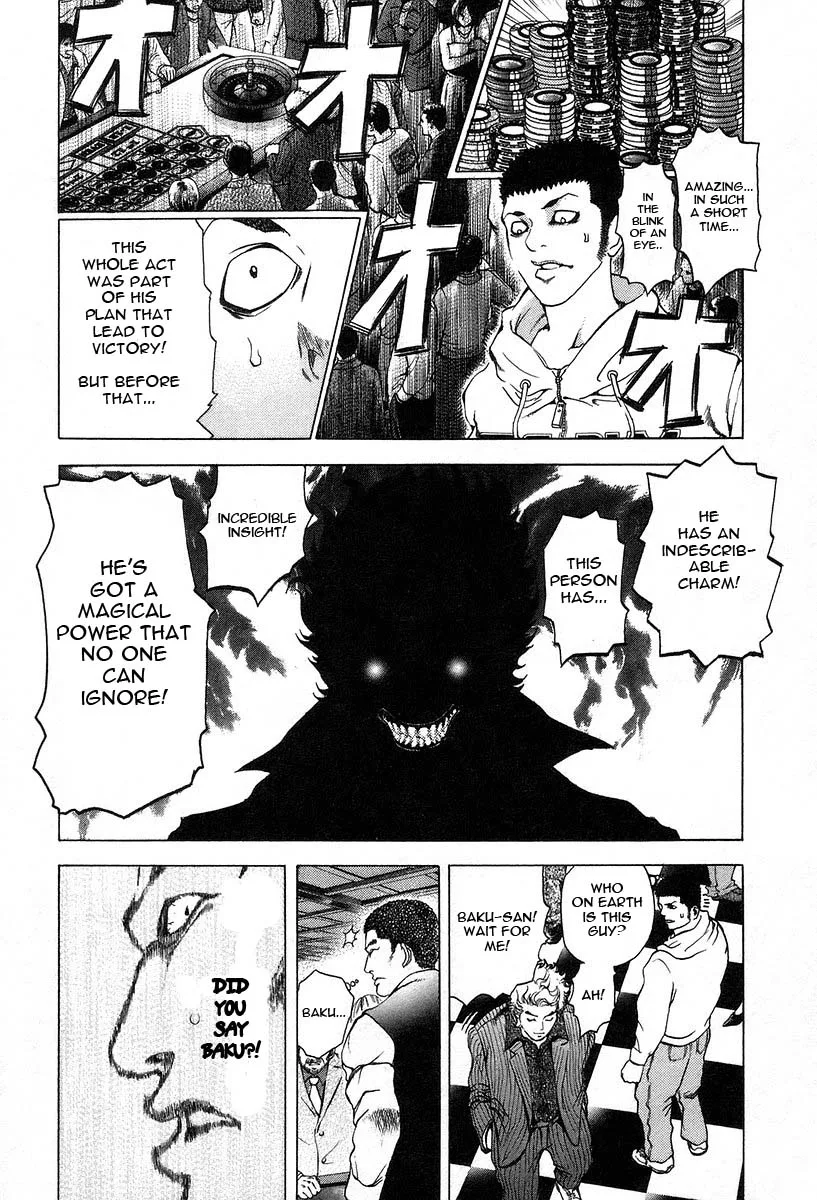 オ
オ
オ
オ
AMAZING...
IN SUCH
A SHORT
TIME...
IN
THE
BLINK
OF AN
EYE..
THIS
WHOLE ACT
WAS PART
OF HIS
PLAN THAT
LEAD TO
VICTORY!
BUT BEFORE
THAT...
HE
HAS AN
INDESCRIB-
ABLE
CHARM!
THIS
PERSON
HAS...
INCREDIBLE
INSIGHT!
HE'S
GOT A
MAGICAL
POWER THAT
NO ONE
CAN
IGNORE!
WHO
ON EARTH
IS THIS
GUY?
BAKU-SAN!
WAIT FOR
ME!
AH!
BAKU...
DID
YOU
SAY
BAKU?!